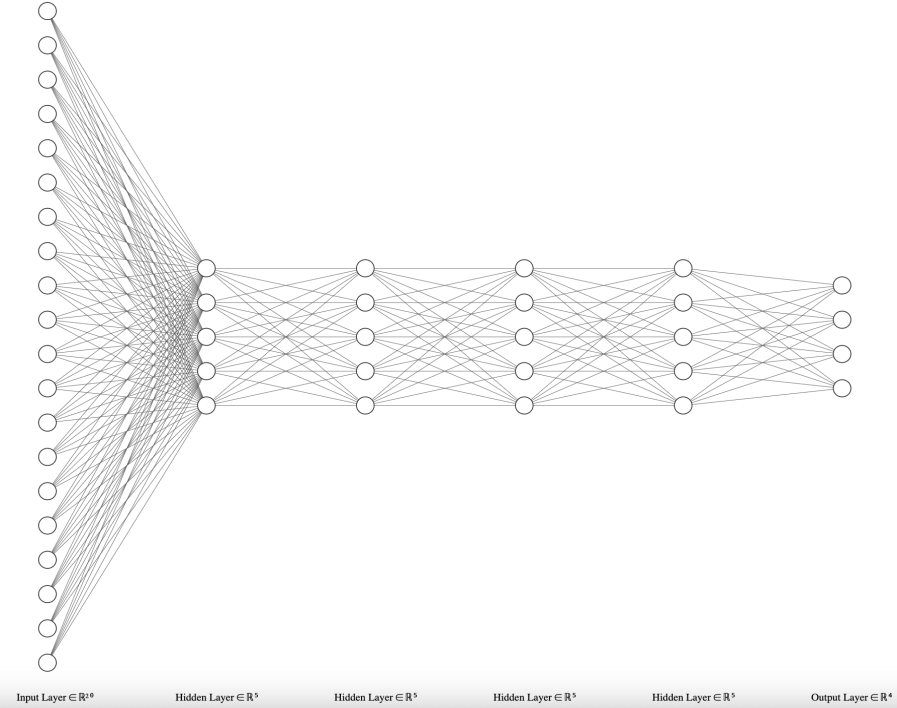 Input Layer ∈ ℝ²⁰
Hidden Layer ∈ ℝ⁵
Hidden Layer ∈ ℝ⁵
Hidden Layer ∈ ℝ⁵
Hidden Layer ∈ ℝ⁵
Output Layer ∈ ℝ⁴